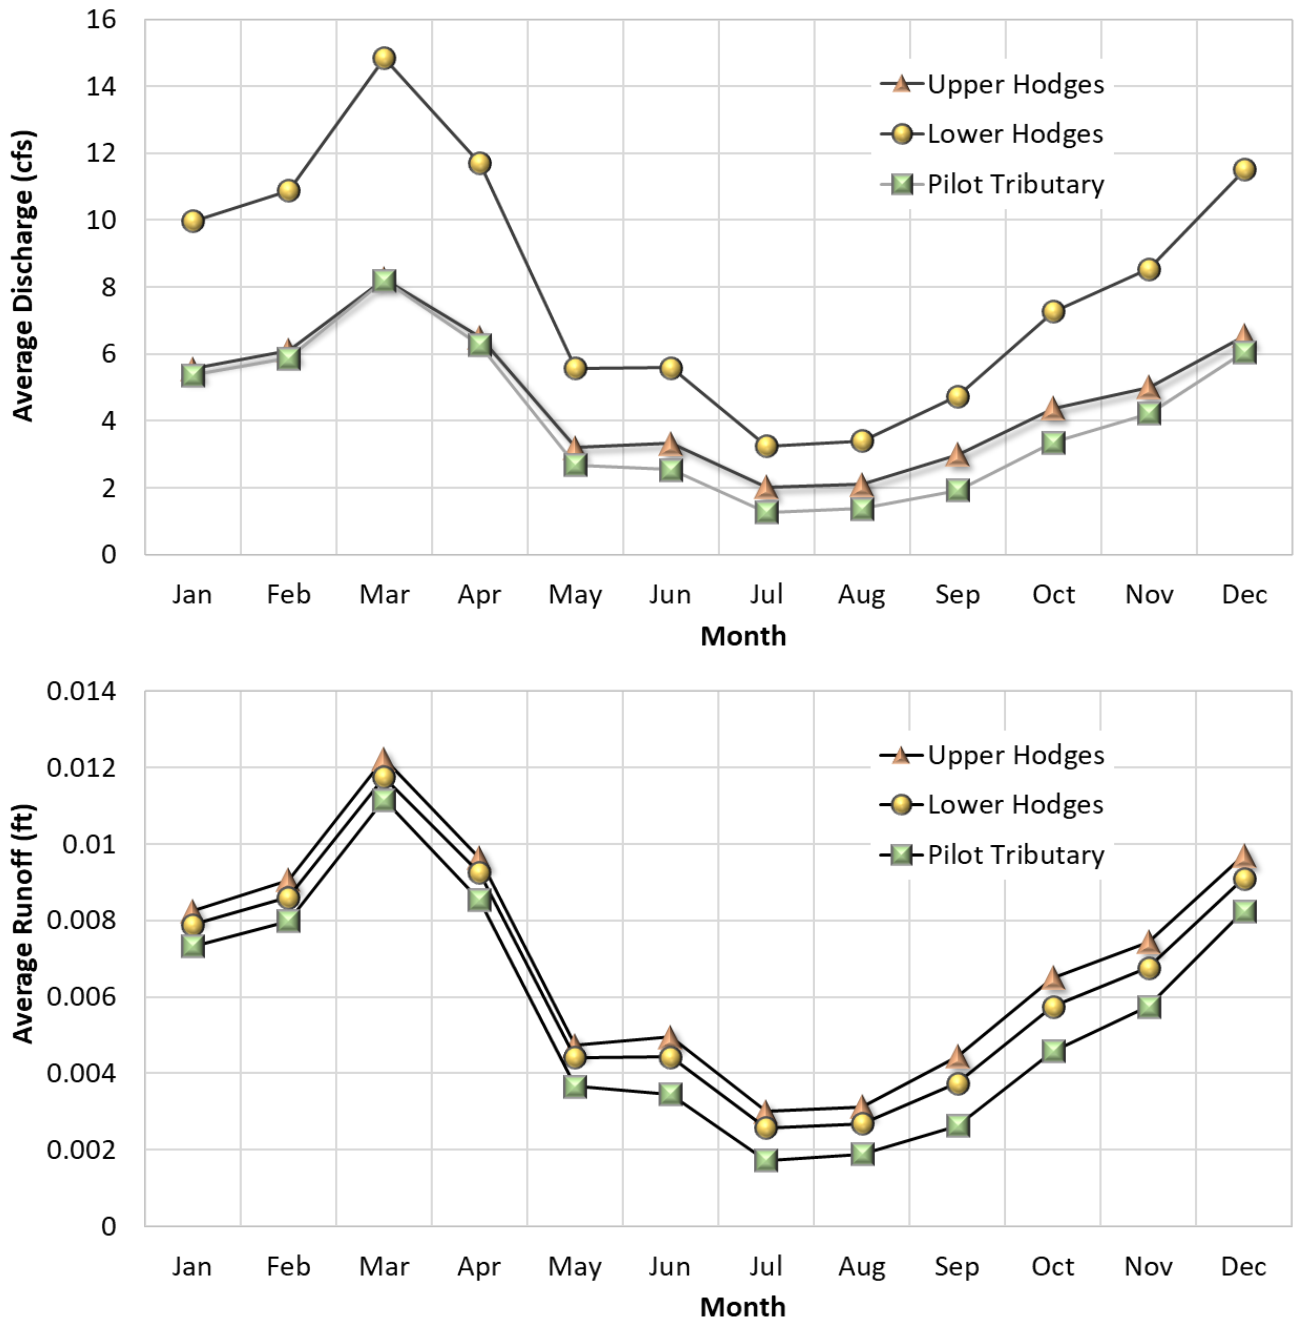 16
14
12
10
8
6
4
2
0
Average Discharge (cfs)
Upper Hodges
Lower Hodges
Pilot Tributary
Jan Feb Mar Apr May Jun Jul Aug Sep Oct Nov Dec
Month
0.014
0.012
0.01
0.008
0.006
0.004
0.002
0
Average Runoff (ft)
Upper Hodges
Lower Hodges
Pilot Tributary
Jan Feb Mar Apr May Jun Jul Aug Sep Oct Nov Dec
Month